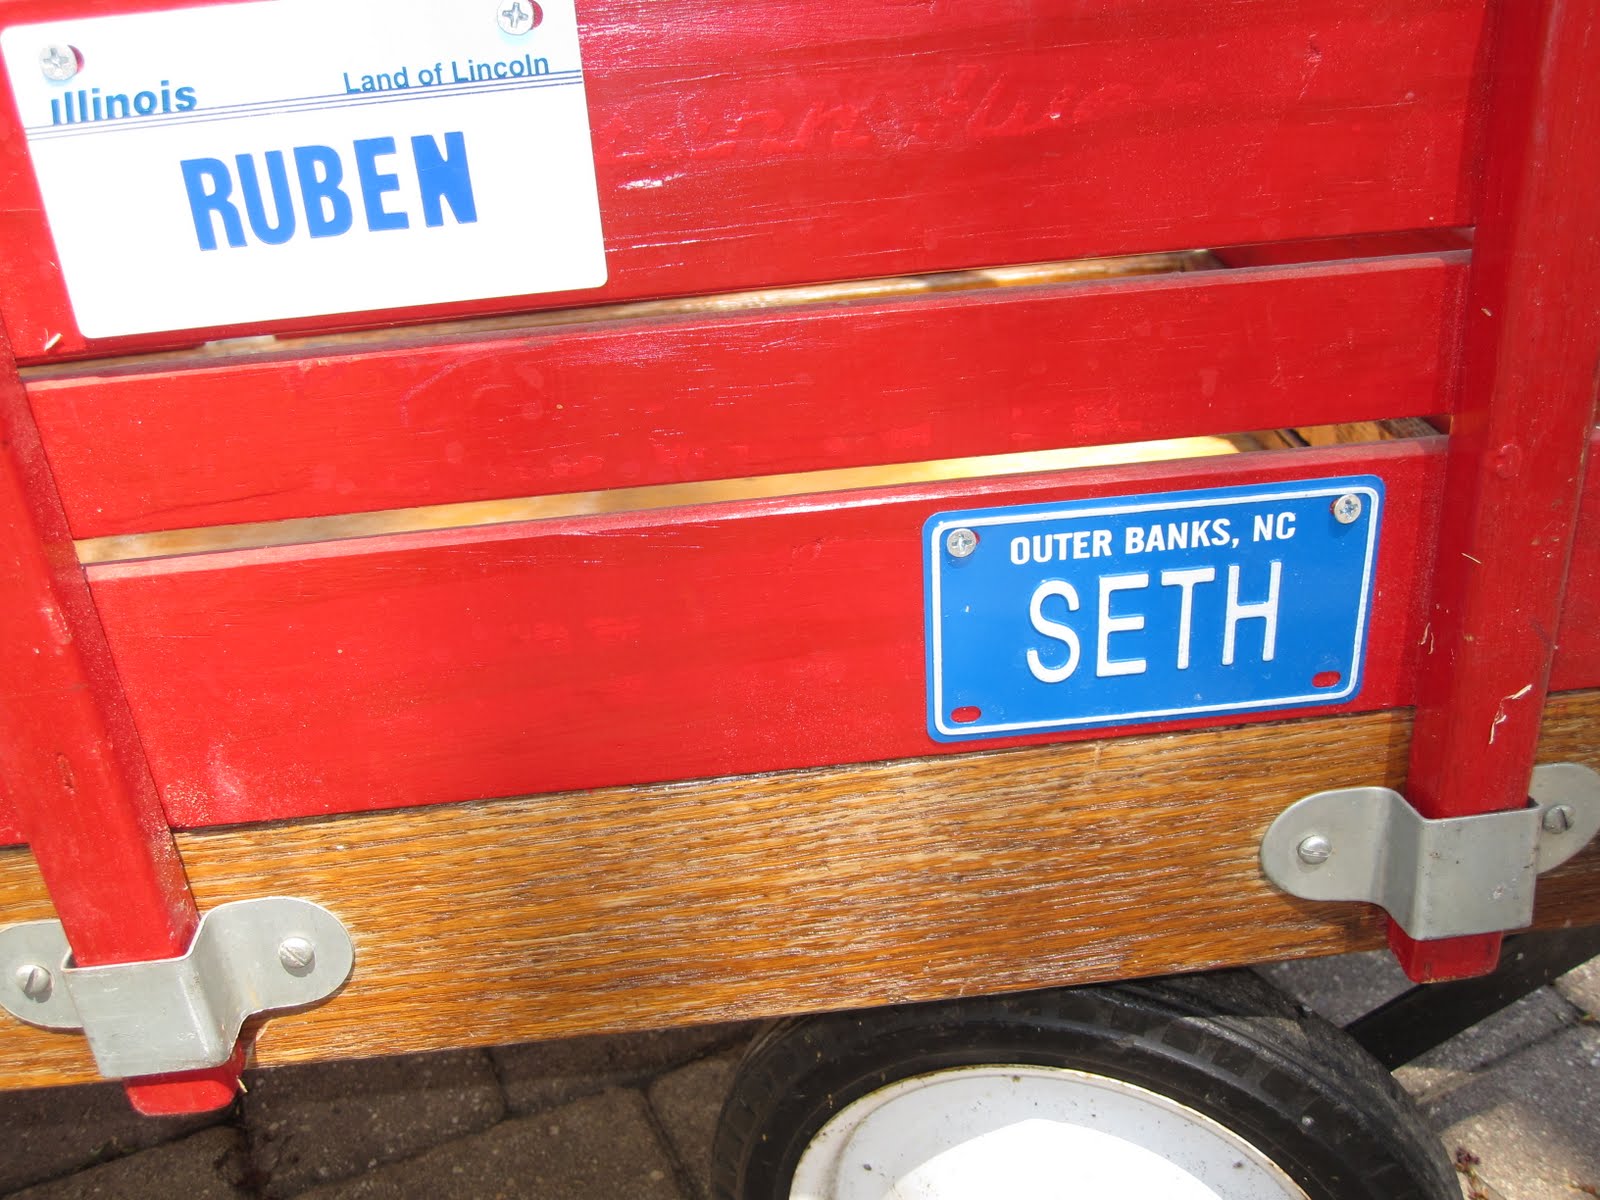 Illinois Land of Lincoln
RUBEN
OUTER BANKS, NC
SETH